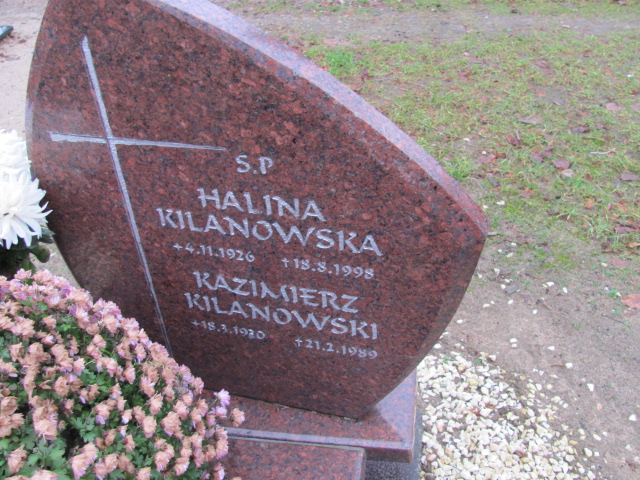 S.P
HALINA
KILANOWSKA
+4.11.1926 +18.8.1998
KAZIMIERZ
KILANOWSKI
+18.3.1920 +21.2.1989